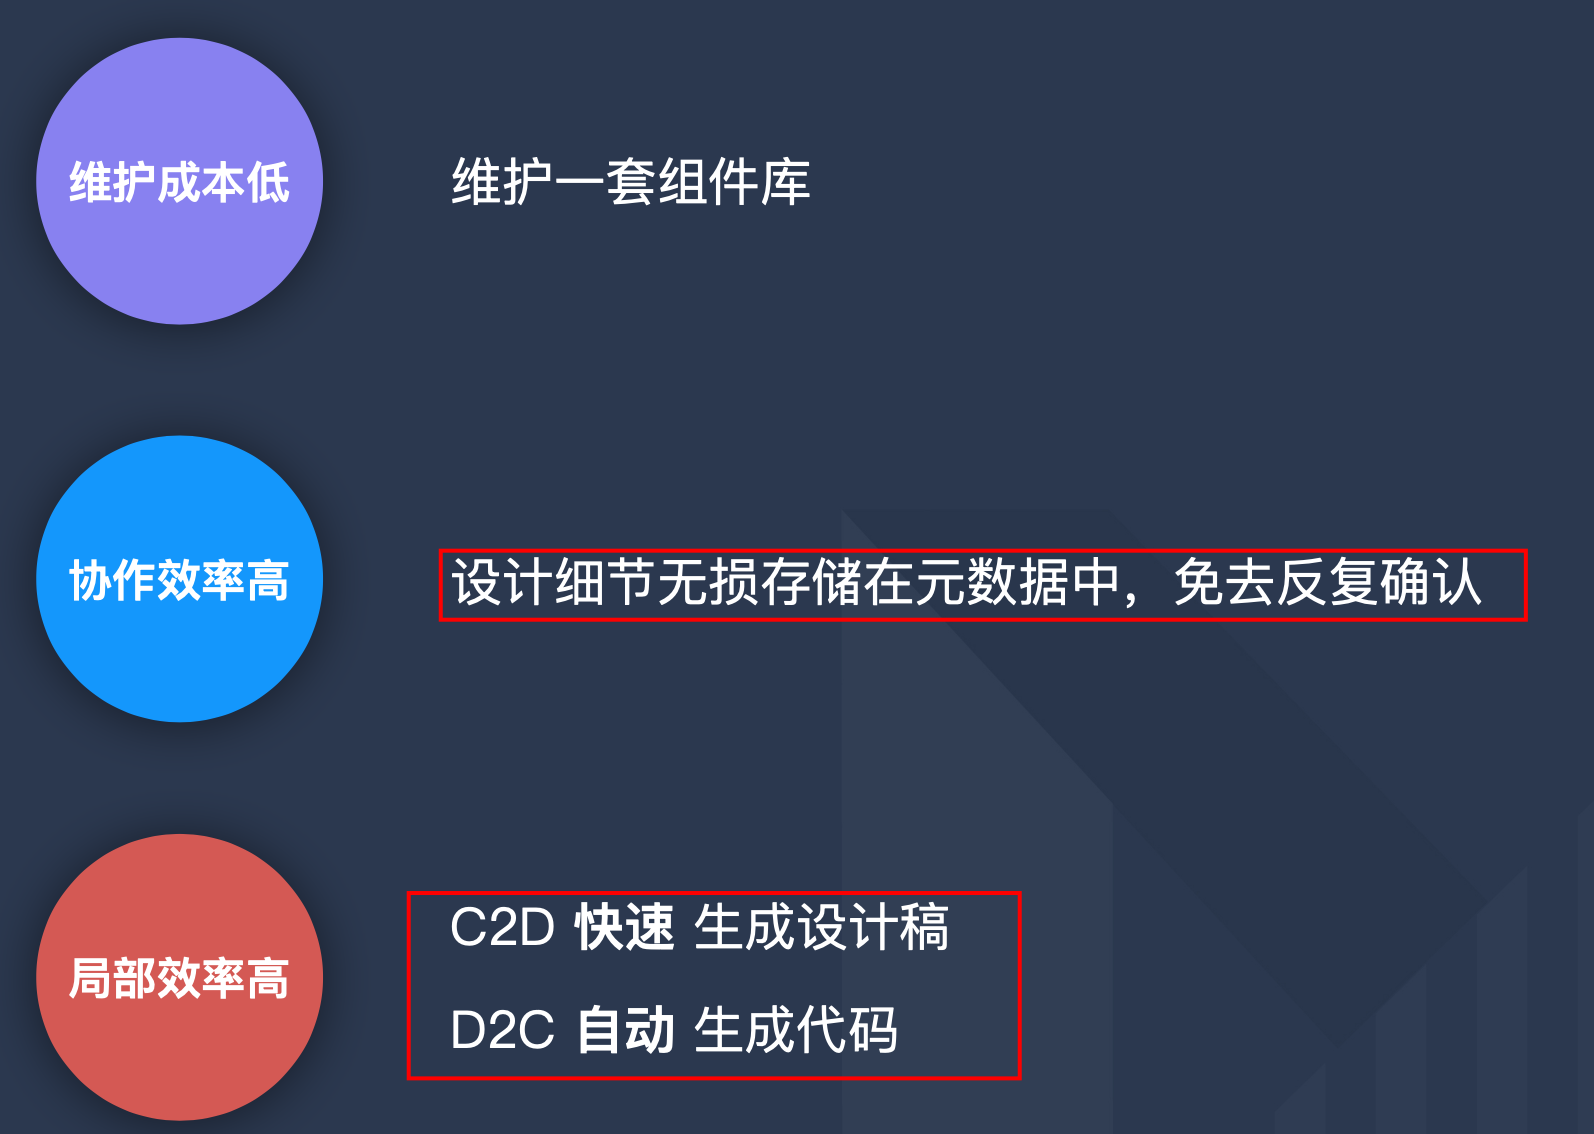 维护成本低
维护一套组件库
协作效率高
设计细节无损存储在元数据中，免去反复确认
局部效率高
C2D 快速 生成设计稿
D2C 自动 生成代码